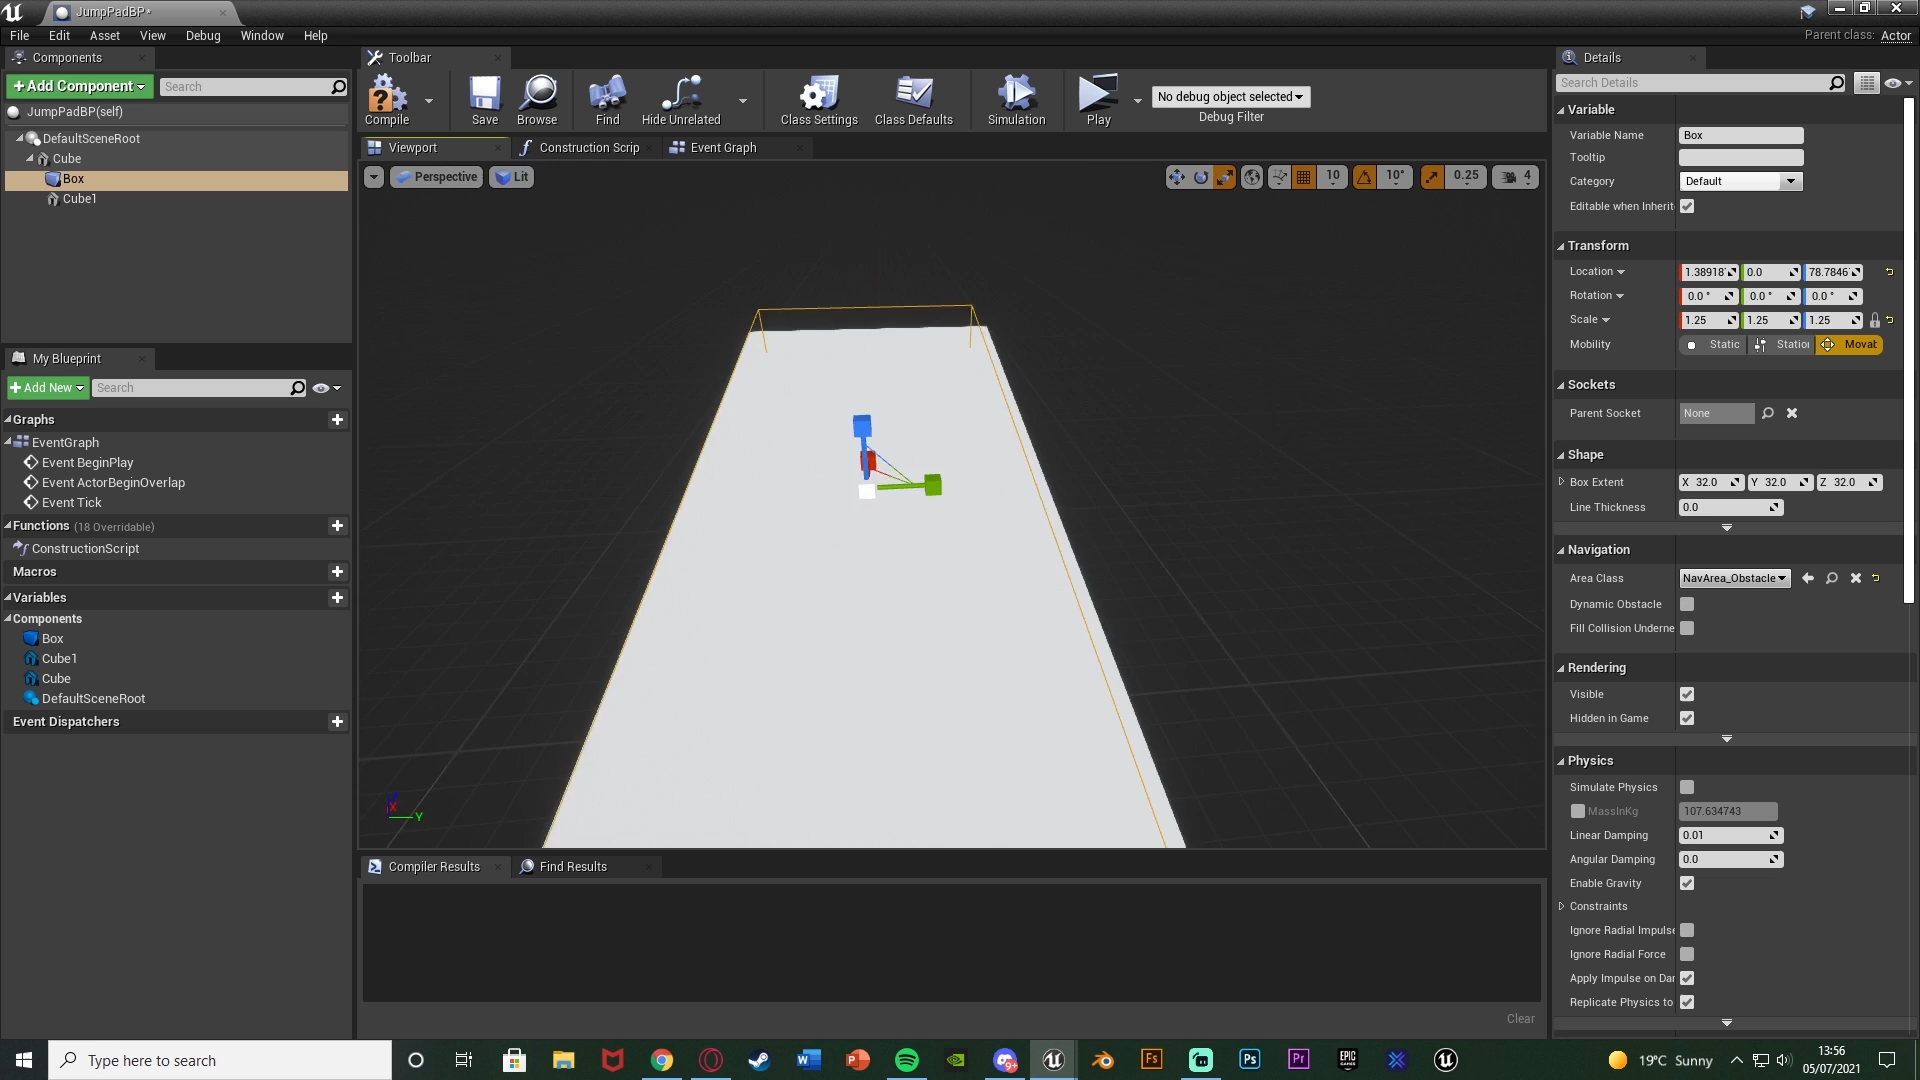 JumpPadBP*
File Edit Asset View Debug Window Help
Parent class: Actor
Components
+ Add Component
Search
JumpPadBP(self)
DefaultSceneRoot
Cube
Box
Cube1
My Blueprint
+ Add New
Search
Graphs
EventGraph
Event BeginPlay
Event ActorBeginOverlap
Event Tick
Functions (18 Overridable)
ConstructionScript
Macros
Variables
Components
Box
Cube1
Cube
DefaultSceneRoot
Event Dispatchers
Toolbar
Compile Save Browse Find Hide Unrelated Class Settings Class Defaults Simulation Play
No debug object selected
Debug Filter
Viewport Construction Scrip Event Graph
Perspective Lit 10 10° 0.25 4
X Y
Compiler Results Find Results
Clear
Details
Search Details
Variable
Variable Name Box
Tooltip
Category Default
Editable when Inherit
Transform
Location 1.38918 0.0 78.7846
Rotation 0.0 ° 0.0 ° 0.0 °
Scale 1.25 1.25 1.25
Mobility Static Station Movab
Sockets
Parent Socket None
Shape
Box Extent X 32.0 Y 32.0 Z 32.0
Line Thickness 0.0
Navigation
Area Class NavArea_Obstacle
Dynamic Obstacle
Fill Collision Underne
Rendering
Visible
Hidden in Game
Physics
Simulate Physics
MassInKg 107.634743
Linear Damping 0.01
Angular Damping 0.0
Enable Gravity
Constraints
Ignore Radial Impulse
Ignore Radial Force
Apply Impulse on Dar
Replicate Physics to
Type here to search
19°C Sunny
13:56
05/07/2021